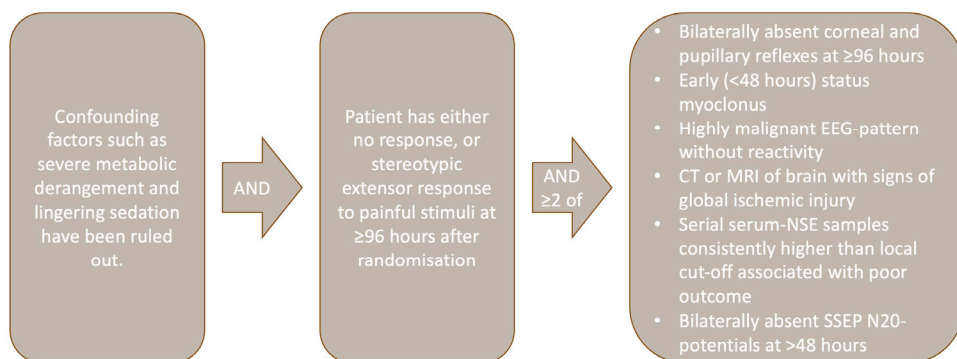 Confounding
factors such as
severe metabolic
derangement and
lingering sedation
have been ruled
out.
AND
Patient has either
no response, or
stereotypic
extensor response
to painful stimuli at
≥96 hours after
randomisation
AND
≥2 of
• Bilaterally absent corneal and
pupillary reflexes at ≥96 hours
• Early (<48 hours) status
myoclonus
• Highly malignant EEG-pattern
without reactivity
• CT or MRI of brain with signs of
global ischemic injury
• Serial serum-NSE samples
consistently higher than local
cut-off associated with poor
outcome
• Bilaterally absent SSEP N20-
potentials at >48 hours